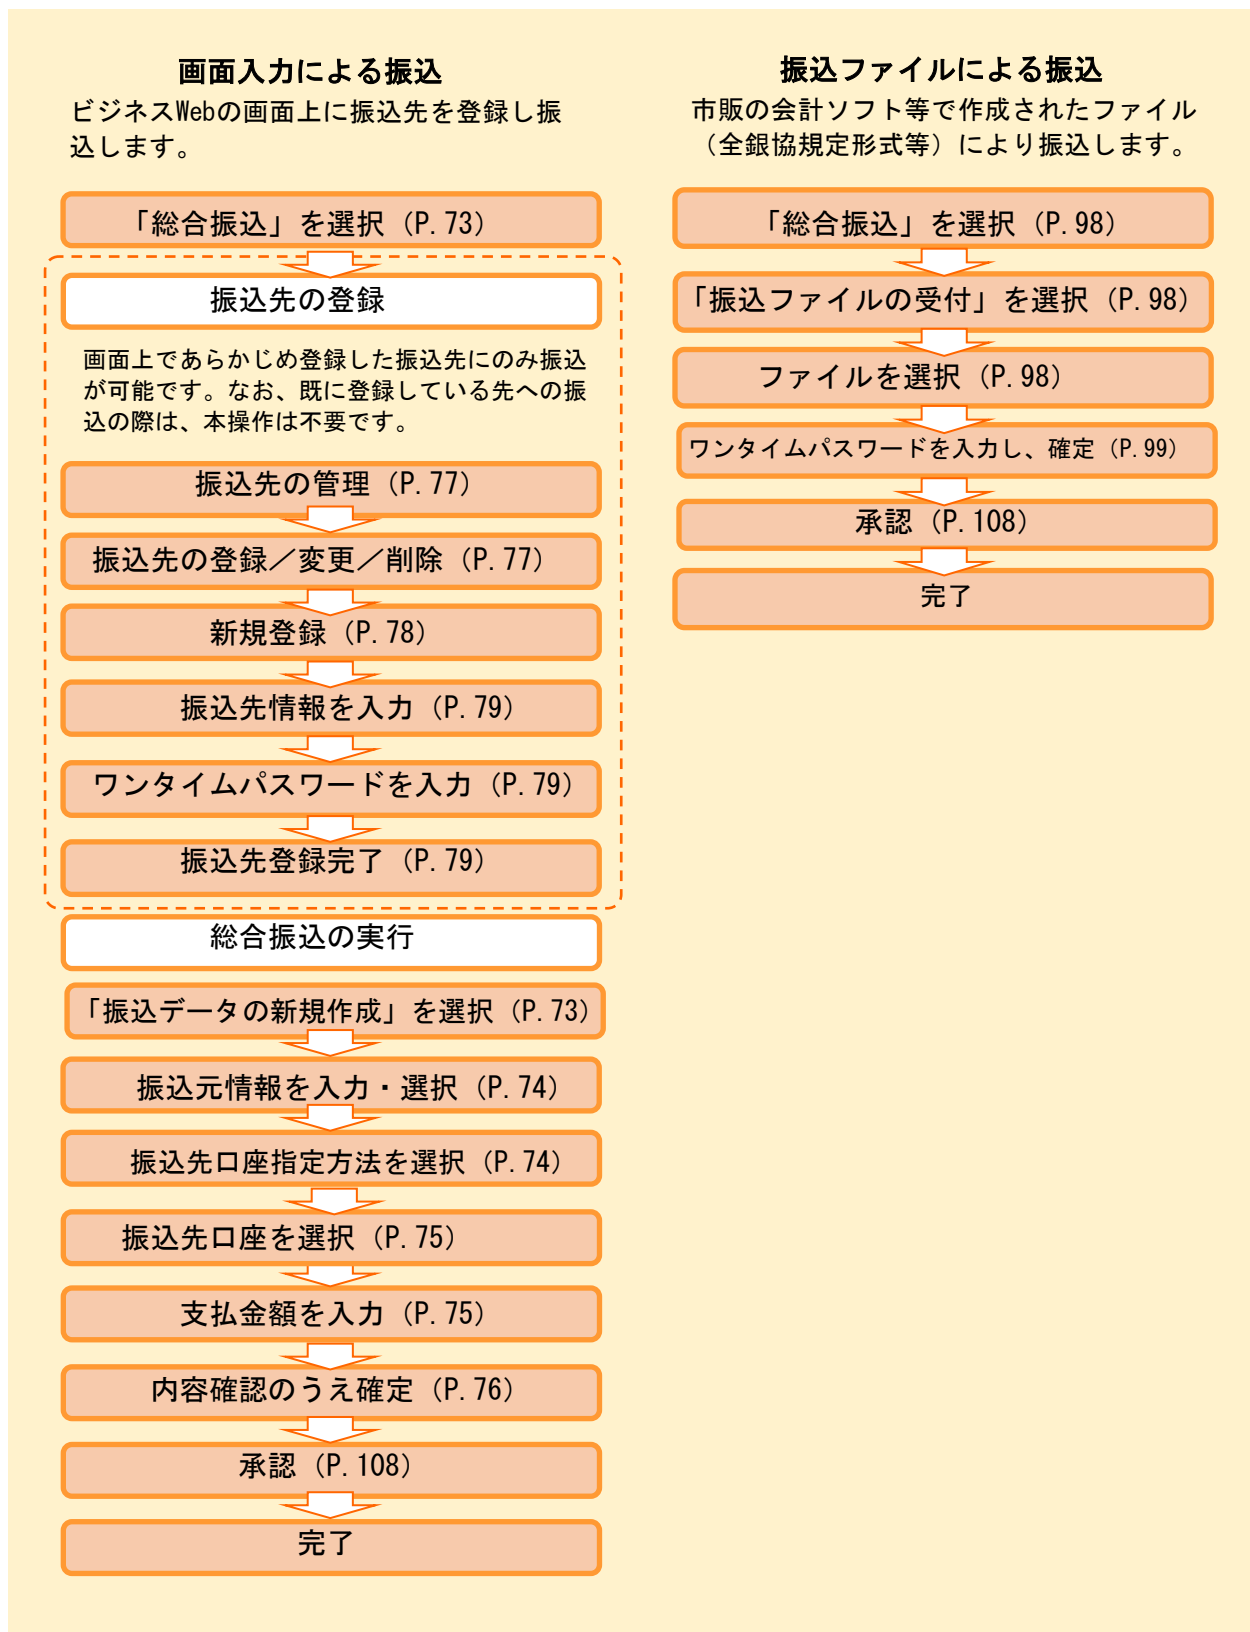 画面入力による振込
ビジネスWebの画面上に振込先を登録し振
込します。
「総合振込」を選択（P.73）
振込先の登録
画面上であらかじめ登録した振込先にのみ振込
が可能です。なお、既に登録している先への振
込の際は、本操作は不要です。
振込先の管理（P.77）
振込先の登録／変更／削除（P.77）
新規登録（P.78）
振込先情報を入力（P.79）
ワンタイムパスワードを入力（P.79）
振込先登録完了（P.79）
総合振込の実行
「振込データの新規作成」を選択（P.73）
振込元情報を入力・選択（P.74）
振込先口座指定方法を選択（P.74）
振込先口座を選択（P.75）
支払金額を入力（P.75）
内容確認のうえ確定（P.76）
承認（P.108）
完了
振込ファイルによる振込
市販の会計ソフト等で作成されたファイル
（全銀協規定形式等）により振込します。
「総合振込」を選択（P.98）
「振込ファイルの受付」を選択（P.98）
ファイルを選択（P.98）
ワンタイムパスワードを入力し、確定（P.99）
承認（P.108）
完了